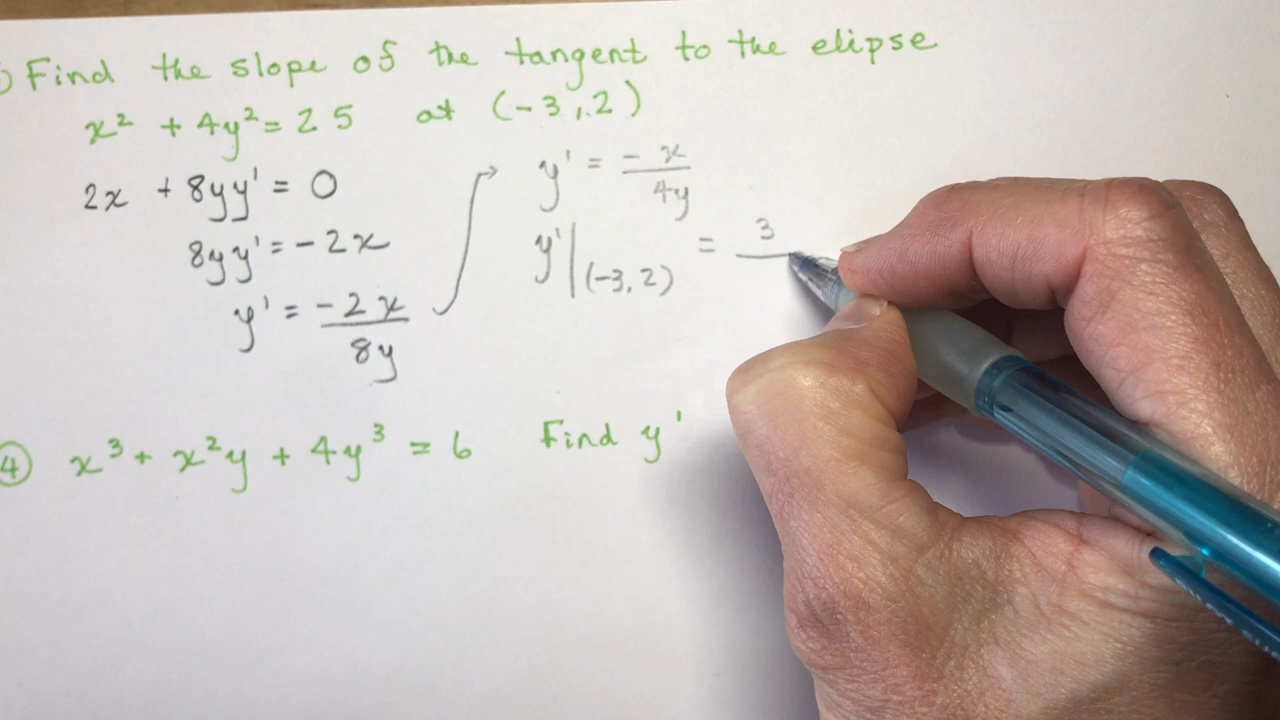 ) Find the slope of the tangent to the elipse
x² + 4y² = 25 at (-3, 2)
2x + 8yy' = 0
8yy' = -2x
y' = -2x/8y
y' = -x/4y
y'|(-3, 2) = 3/
④ x³ + x²y + 4y³ = 6 Find y'